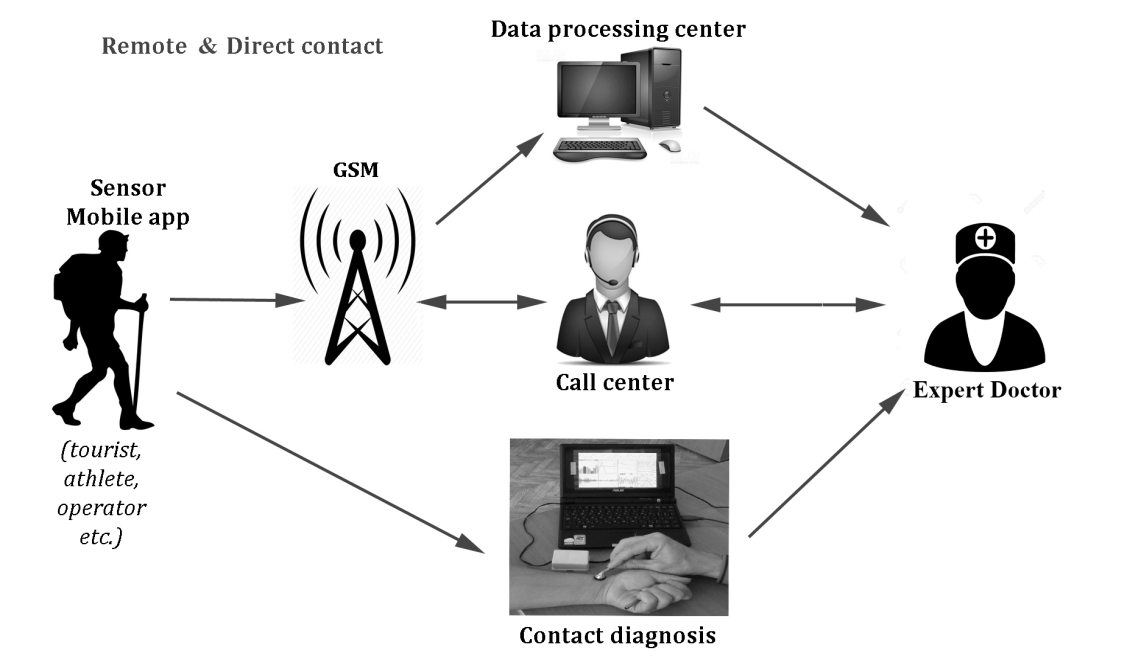 Remote & Direct contact
Data processing center
GSM
Sensor
Mobile app
(tourist,
athlete,
operator
etc.)
Call center
Expert Doctor
Contact diagnosis